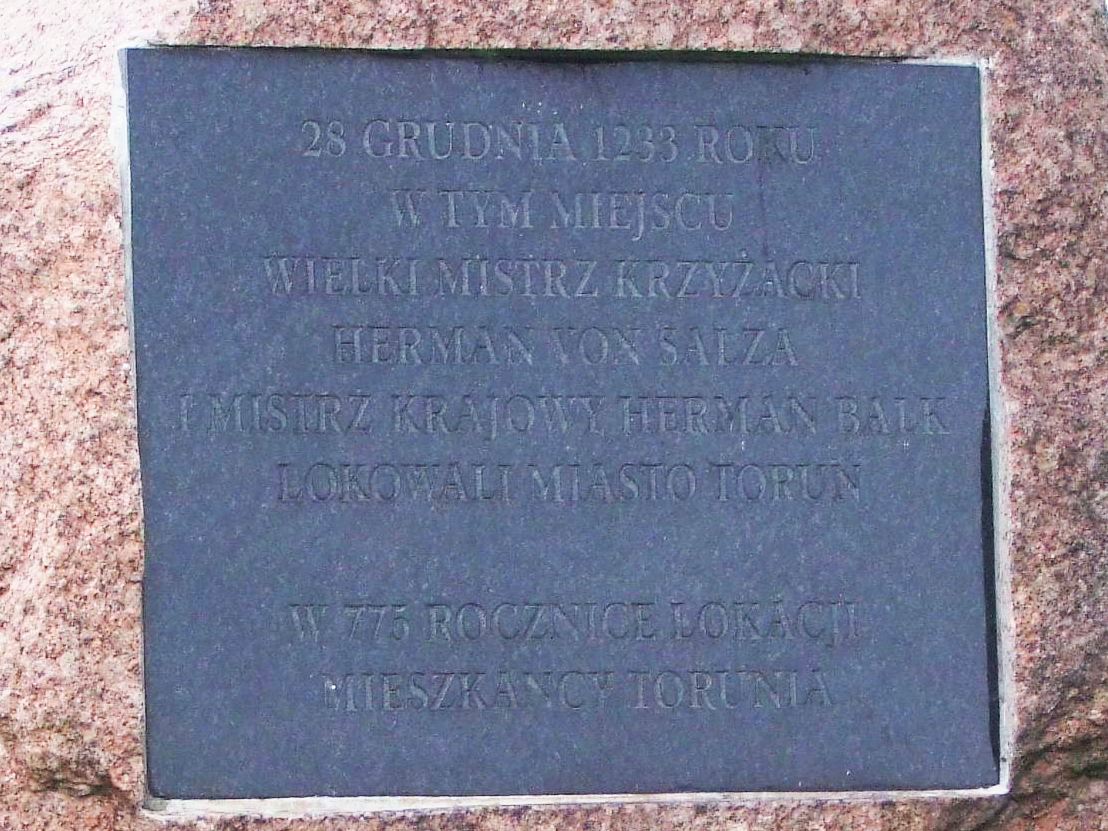 28 GRUDNIA 1233 ROKU
W TYM MIEJSCU
WIELKI MISTRZ KRZYŻACKI
HERMAN VON SALZA
I MISTRZ KRAJOWY HERMAN BALK
LOKOWALI MIASTO TORUŃ
W 775 ROCZNICĘ LOKACJI
MIESZKAŃCY TORUNIA